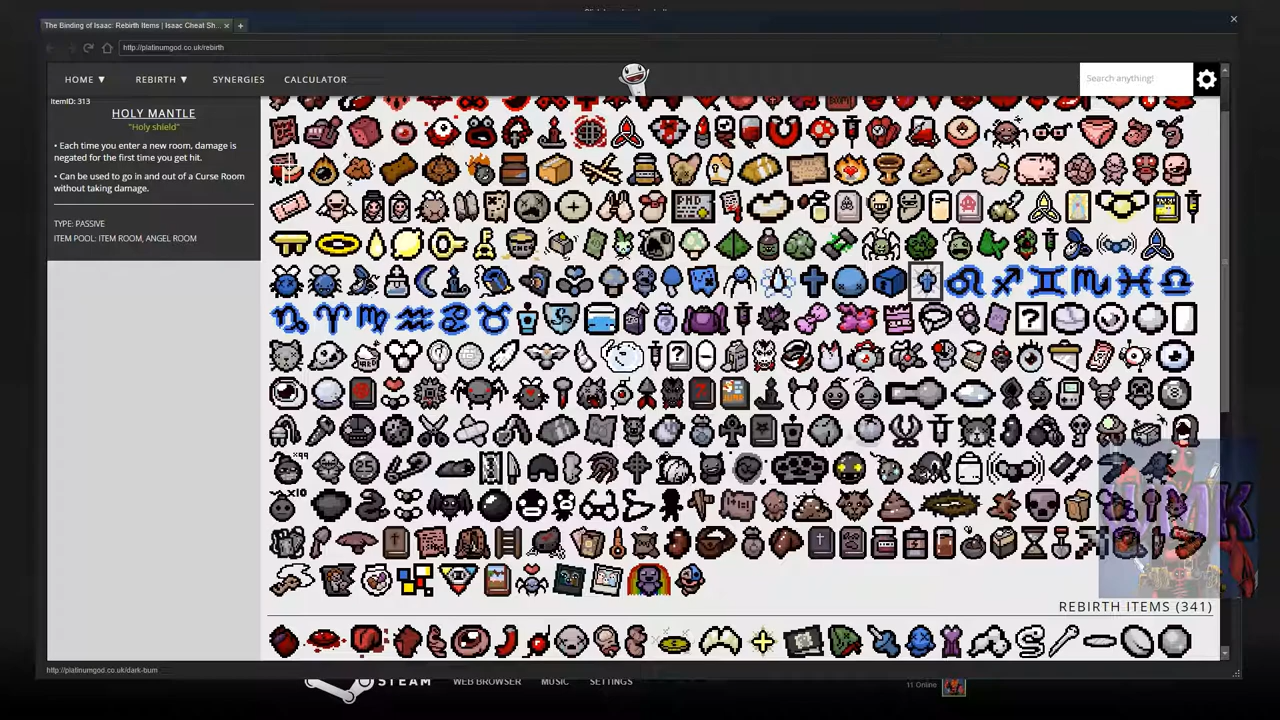 The Binding of Isaac: Rebirth Items | Isaac Cheat Sh...
http://platinumgod.co.uk/rebirth
HOME ▼
REBIRTH ▼
SYNERGIES
CALCULATOR
Search anything!
ItemID: 313
HOLY MANTLE
"Holy shield"
• Each time you enter a new room, damage is
negated for the first time you get hit.
• Can be used to go in and out of a Curse Room
without taking damage.
TYPE: PASSIVE
ITEM POOL: ITEM ROOM, ANGEL ROOM
REBIRTH ITEMS (341)
http://platinumgod.co.uk/dark-bum
STEAM
WEB BROWSER
MUSIC
SETTINGS
11 Online